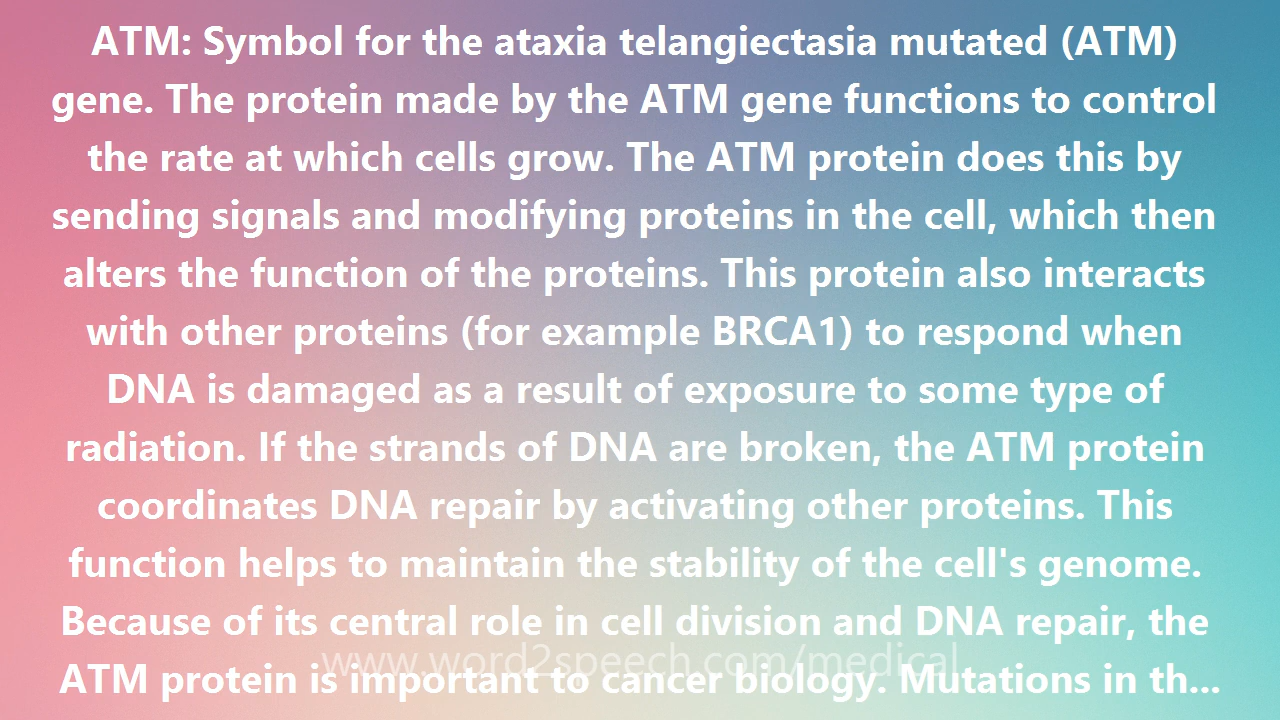 ATM: Symbol for the ataxia telangiectasia mutated (ATM)
gene. The protein made by the ATM gene functions to control
the rate at which cells grow. The ATM protein does this by
sending signals and modifying proteins in the cell, which then
alters the function of the proteins. This protein also interacts
with other proteins (for example BRCA1) to respond when
DNA is damaged as a result of exposure to some type of
radiation. If the strands of DNA are broken, the ATM protein
coordinates DNA repair by activating other proteins. This
function helps to maintain the stability of the cell's genome.
Because of its central role in cell division and DNA repair, the
www.word2speech.com/medical
ATM protein is important to cancer biology. Mutations in th...